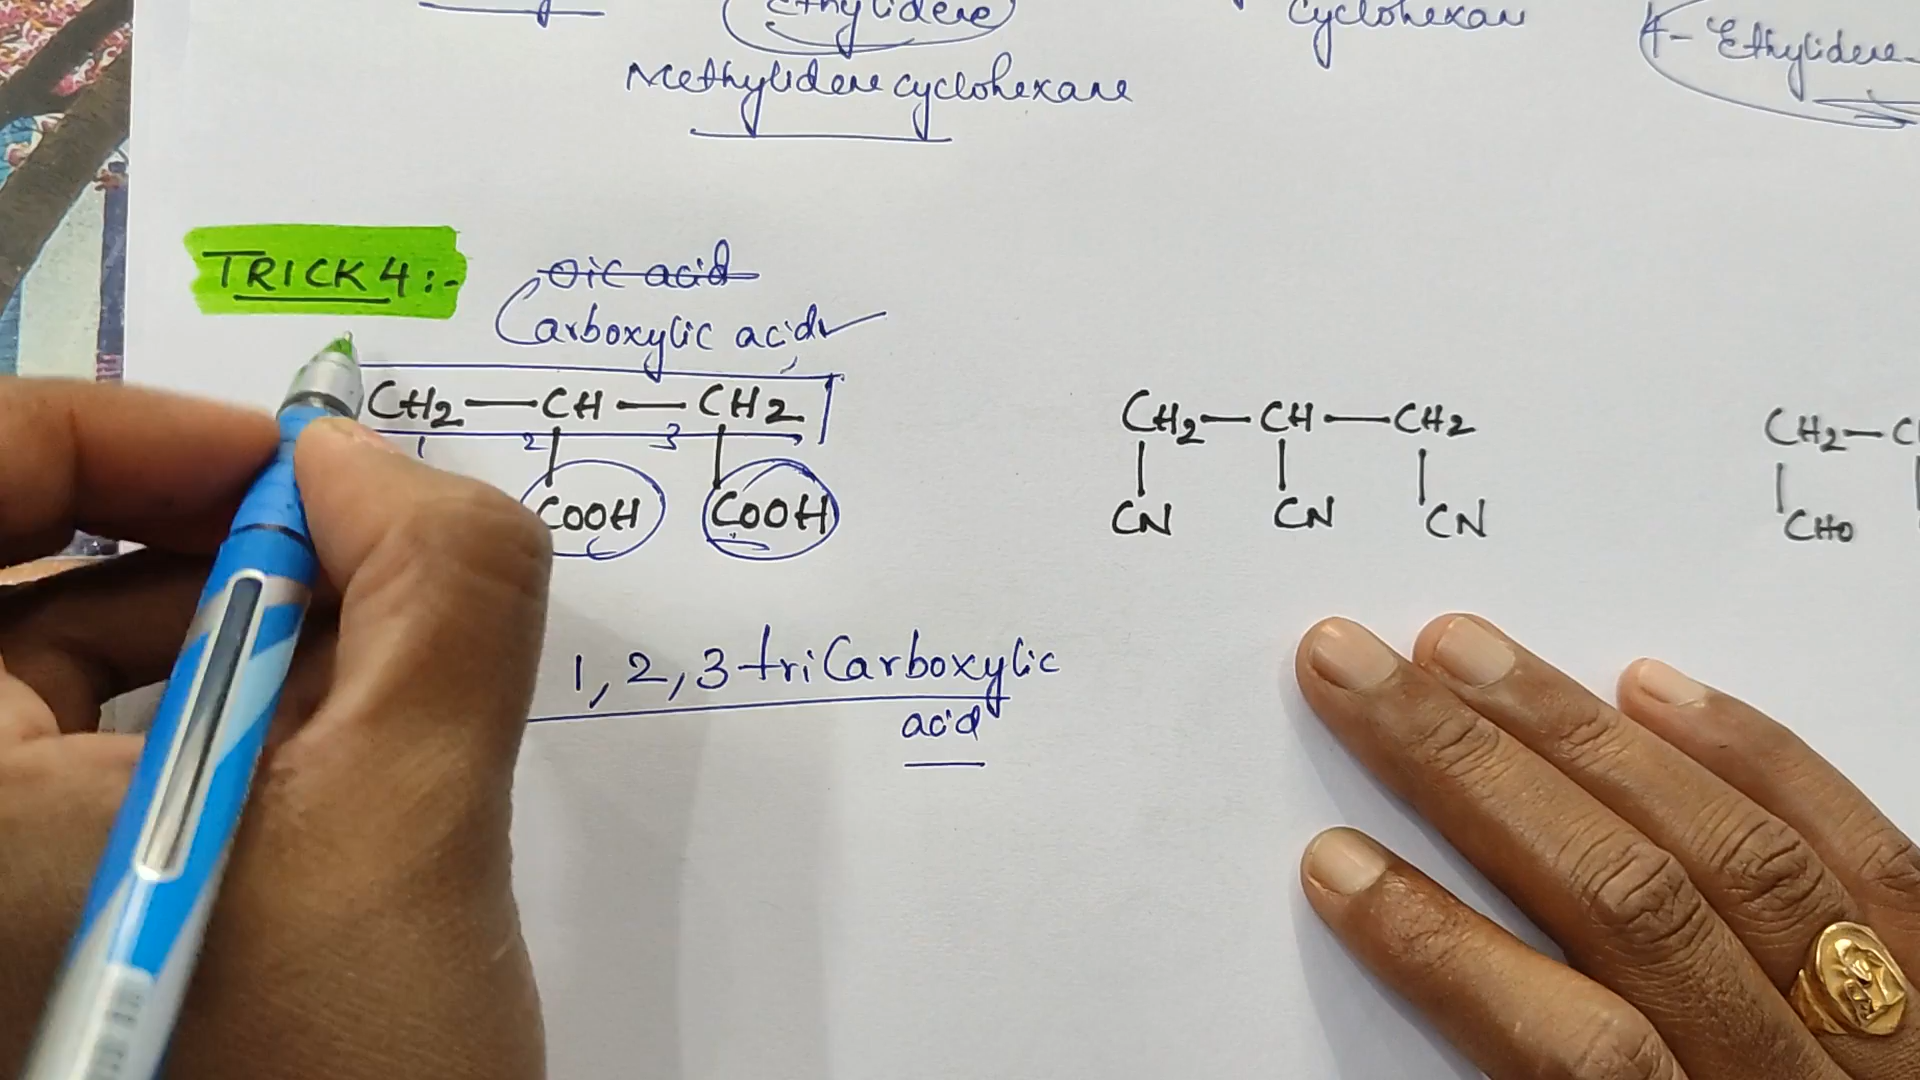 Ethylidene
Cyclohexan
4- Ethylidene-
Methylidene cyclohexane
TRICK 4:-
oic acid
Carboxylic acid
CH2—CH—CH2
1 2 3
COOH COOH
CH2—CH—CH2
CN CN CN
CH2—C
CHO
1, 2, 3 tricarboxylic
acid